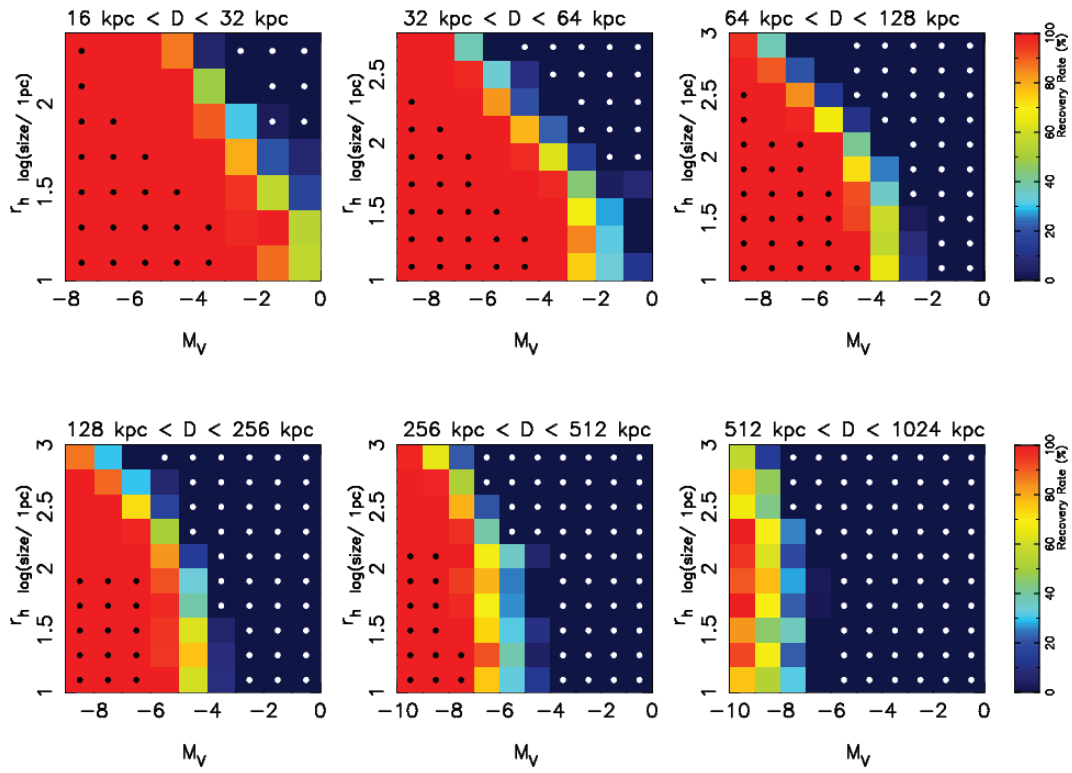 16 kpc < D < 32 kpc
32 kpc < D < 64 kpc
64 kpc < D < 128 kpc
r_h log(size/ 1pc)
1 1.5 2
−8 −6 −4 −2 0
M_V
r_h log(size/ 1pc)
1 1.5 2 2.5
−8 −6 −4 −2 0
M_V
r_h log(size/ 1pc)
1 1.5 2 2.5 3
−8 −6 −4 −2 0
M_V
0 20 40 60 80 100
Recovery Rate (%)
128 kpc < D < 256 kpc
256 kpc < D < 512 kpc
512 kpc < D < 1024 kpc
r_h log(size/ 1pc)
1 1.5 2 2.5 3
−8 −6 −4 −2 0
M_V
r_h log(size/ 1pc)
1 1.5 2 2.5 3
−10 −8 −6 −4 −2 0
M_V
r_h log(size/ 1pc)
1 1.5 2 2.5 3
−10 −8 −6 −4 −2 0
M_V
0 20 40 60 80 100
Recovery Rate (%)